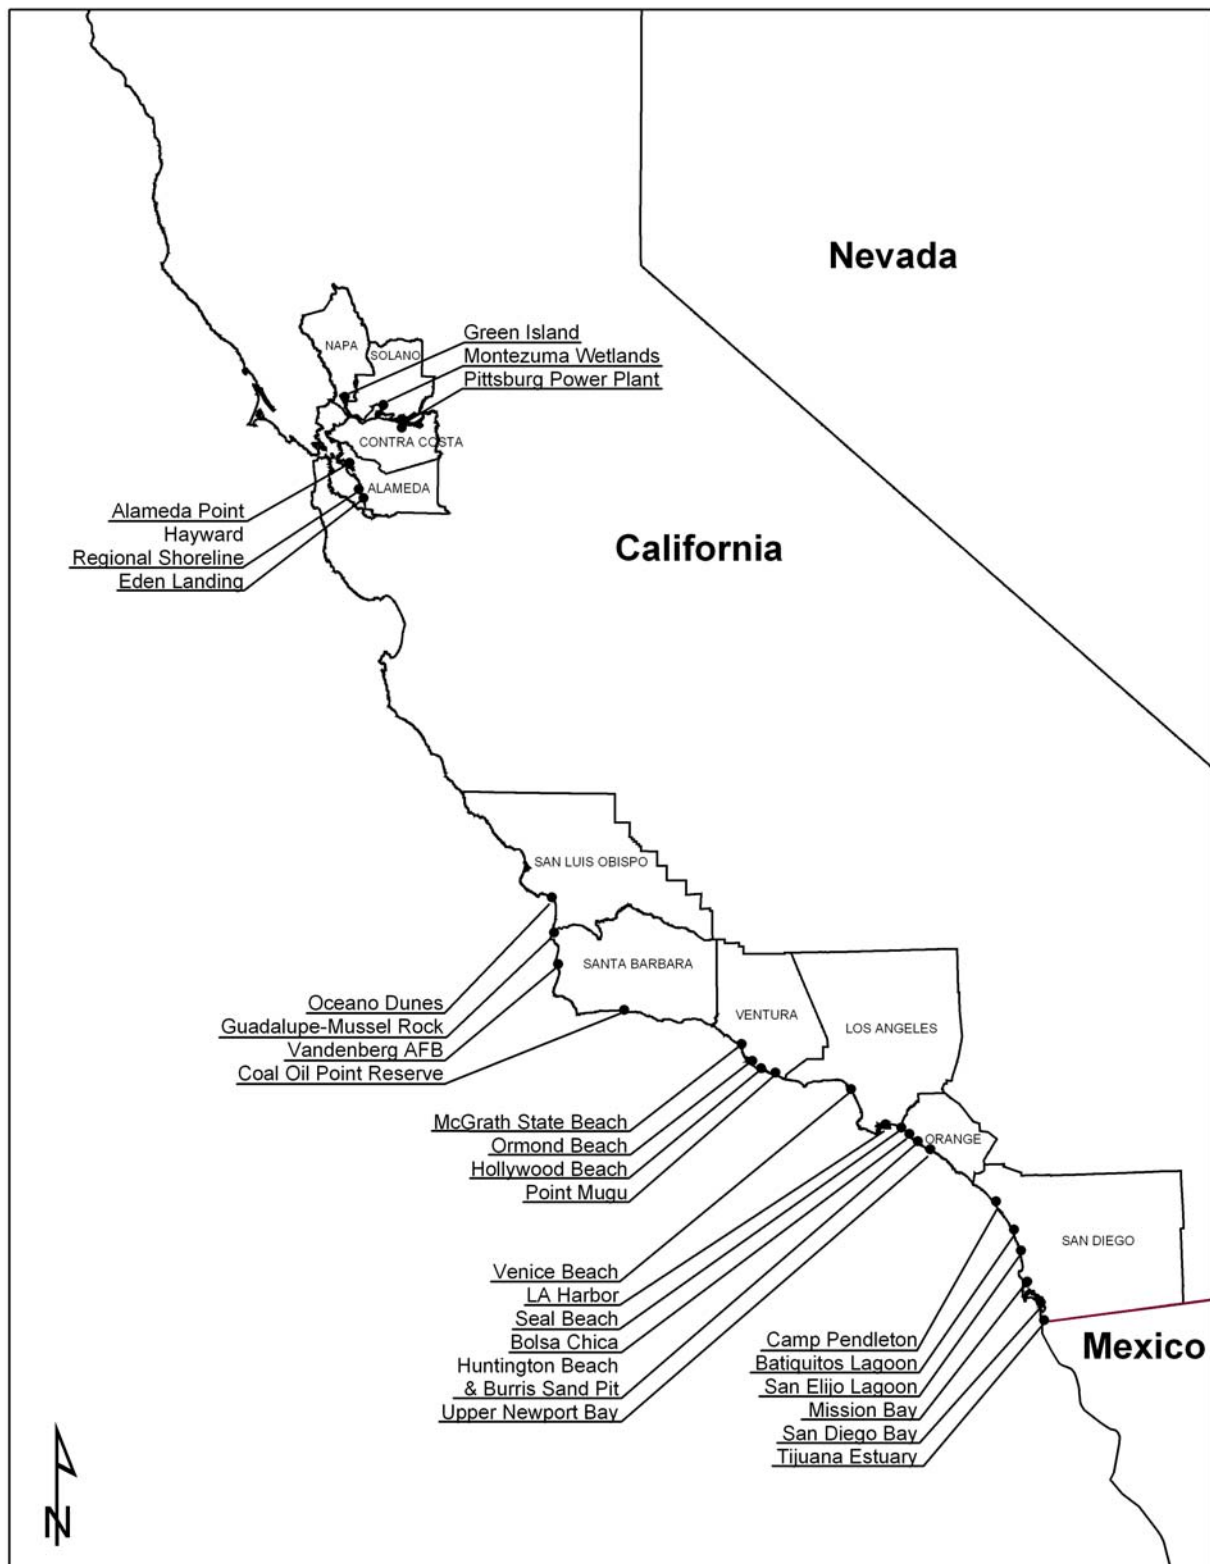 Nevada
Green Island
NAPA
SOLANO
Montezuma Wetlands
Pittsburg Power Plant
CONTRA COSTA
ALAMEDA
Alameda Point
Hayward
Regional Shoreline
Eden Landing
California
SAN LUIS OBISPO
SANTA BARBARA
Oceano Dunes
Guadalupe-Mussel Rock
Vandenberg AFB
Coal Oil Point Reserve
VENTURA
LOS ANGELES
McGrath State Beach
Ormond Beach
Hollywood Beach
Point Mugu
ORANGE
SAN DIEGO
Venice Beach
LA Harbor
Seal Beach
Bolsa Chica
Huntington Beach
& Burris Sand Pit
Upper Newport Bay
Camp Pendleton
Batiquitos Lagoon
San Elijo Lagoon
Mission Bay
San Diego Bay
Tijuana Estuary
Mexico
N